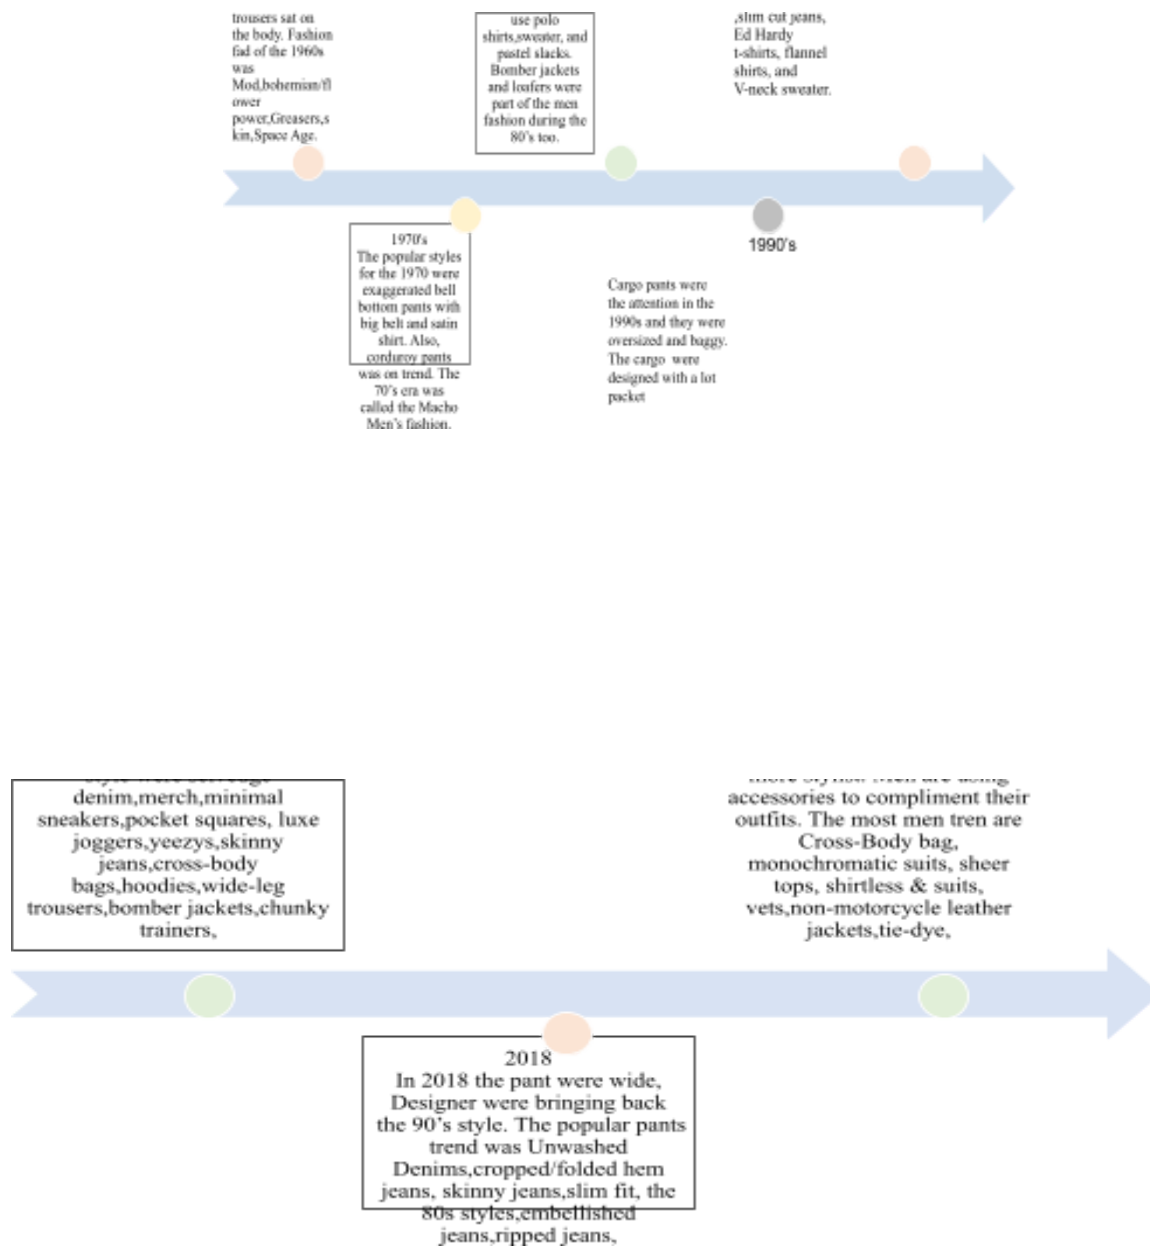 trousers sat on
the body. Fashion
fad of the 1960s
was
Mod,bohemian/fl
ower
power,Greasers,s
kin,Space Age.
use polo
shirts,sweater, and
pastel slacks.
Bomber jackets
and loafers were
part of the men
fashion during the
80's too.
,slim cut jeans,
Ed Hardy
t-shirts, flannel
shirts, and
V-neck sweater.
1970's
The popular styles
for the 1970 were
exaggerated bell
bottom pants with
big belt and satin
shirt. Also,
corduroy pants
was on trend. The
70's era was
called the Macho
Men's fashion.
1990's
Cargo pants were
the attention in the
1990s and they were
oversized and baggy.
The cargo were
designed with a lot
packet
style were selvedge
denim,merch,minimal
sneakers,pocket squares, luxe
joggers,yeezys,skinny
jeans,cross-body
bags,hoodies,wide-leg
trousers,bomber jackets,chunky
trainers,
more stylist. Men are using
accessories to compliment their
outfits. The most men tren are
Cross-Body bag,
monochromatic suits, sheer
tops, shirtless & suits,
vets,non-motorcycle leather
jackets,tie-dye,
2018
In 2018 the pant were wide,
Designer were bringing back
the 90's style. The popular pants
trend was Unwashed
Denims,cropped/folded hem
jeans, skinny jeans,slim fit, the
80s styles,embellished
jeans,ripped jeans,